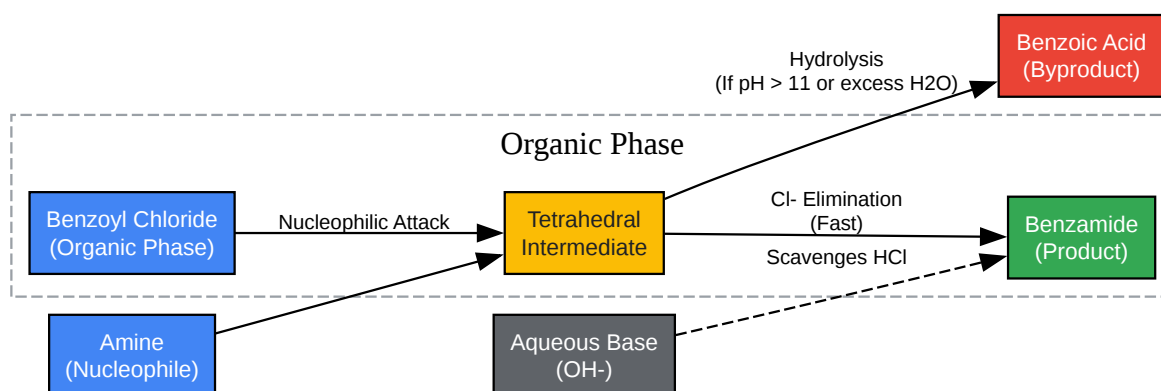 Benzoic Acid
(Byproduct)
Hydrolysis
(If pH > 11 or excess H2O)
Organic Phase
Benzoyl Chloride
(Organic Phase)
Nucleophilic Attack
Tetrahedral
Intermediate
Cl- Elimination
(Fast)
Scavenges HCl
Benzamide
(Product)
Amine
(Nucleophile)
Aqueous Base
(OH-)